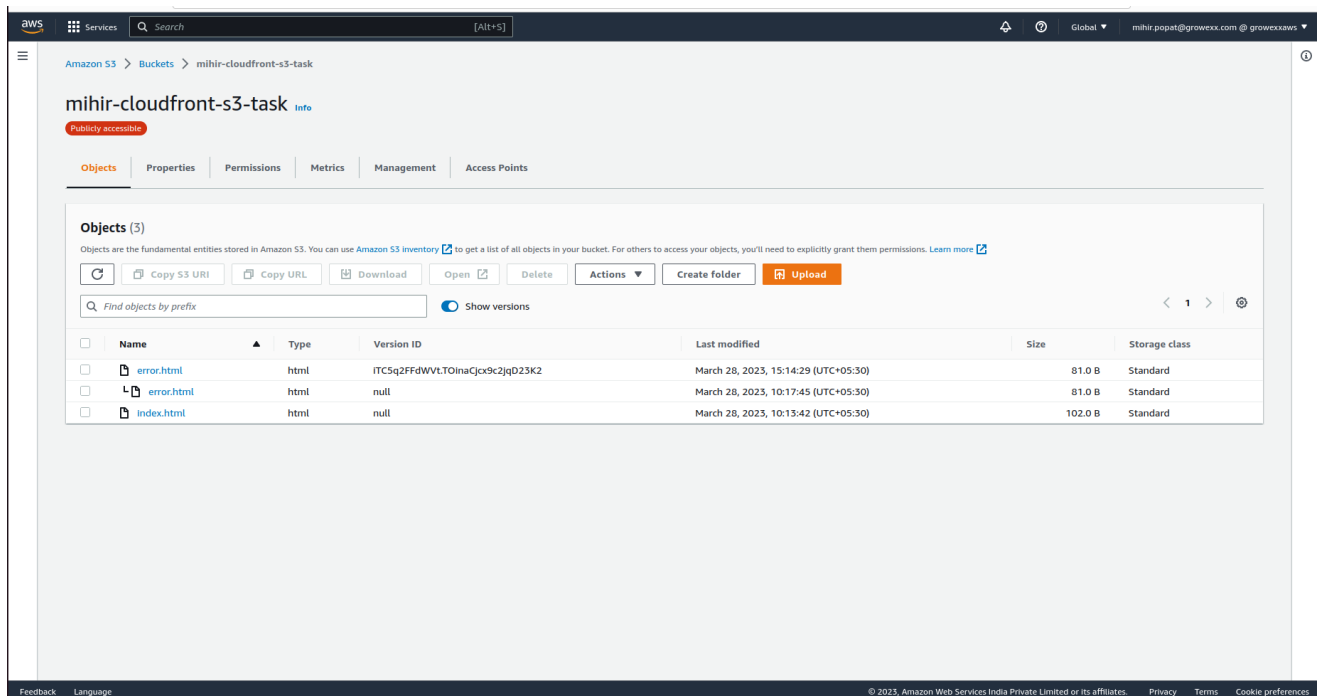 aws Services Search [Alt+S] Global mihir.popat@growexx.com @ growexxaws
Amazon S3 > Buckets > mihir-cloudfront-s3-task
mihir-cloudfront-s3-task Info
Publicly accessible
Objects Properties Permissions Metrics Management Access Points
Objects (3)
Objects are the fundamental entities stored in Amazon S3. You can use Amazon S3 inventory to get a list of all objects in your bucket. For others to access your objects, you'll need to explicitly grant them permissions. Learn more
Copy S3 URI Copy URL Download Open Delete Actions Create folder Upload
Find objects by prefix Show versions 1
Name Type Version ID Last modified Size Storage class
error.html html iTC5q2FFdWVt.TOinaCjcx9c2jqD23K2 March 28, 2023, 15:14:29 (UTC+05:30) 81.0 B Standard
error.html html null March 28, 2023, 10:17:45 (UTC+05:30) 81.0 B Standard
Index.html html null March 28, 2023, 10:13:42 (UTC+05:30) 102.0 B Standard
Feedback Language © 2023, Amazon Web Services India Private Limited or its affiliates. Privacy Terms Cookie preferences